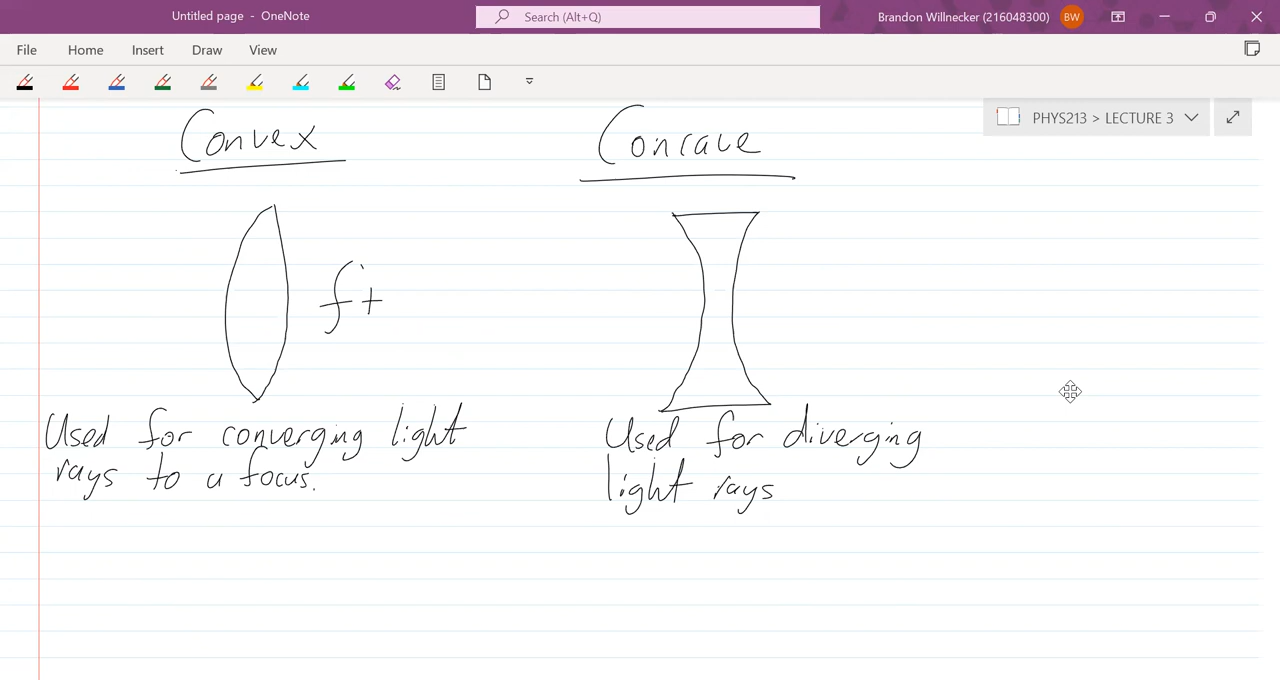 Untitled page - OneNote
Search (Alt+Q)
Brandon Willnecker (216048300)
BW
File Home Insert Draw View
PHYS213 > LECTURE 3
Convex
Concave
f +
Used for converging light
rays to a focus.
Used for diverging
light rays